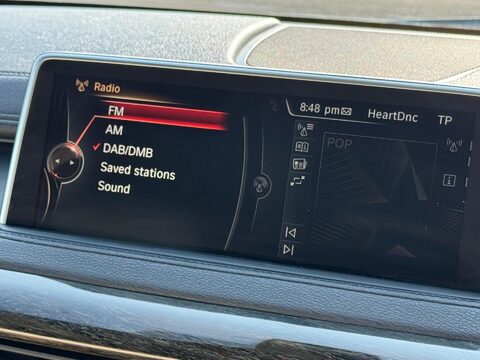 Radio
FM
AM
DAB/DMB
Saved stations
Sound
8:48 pm HeartDnc TP
POP